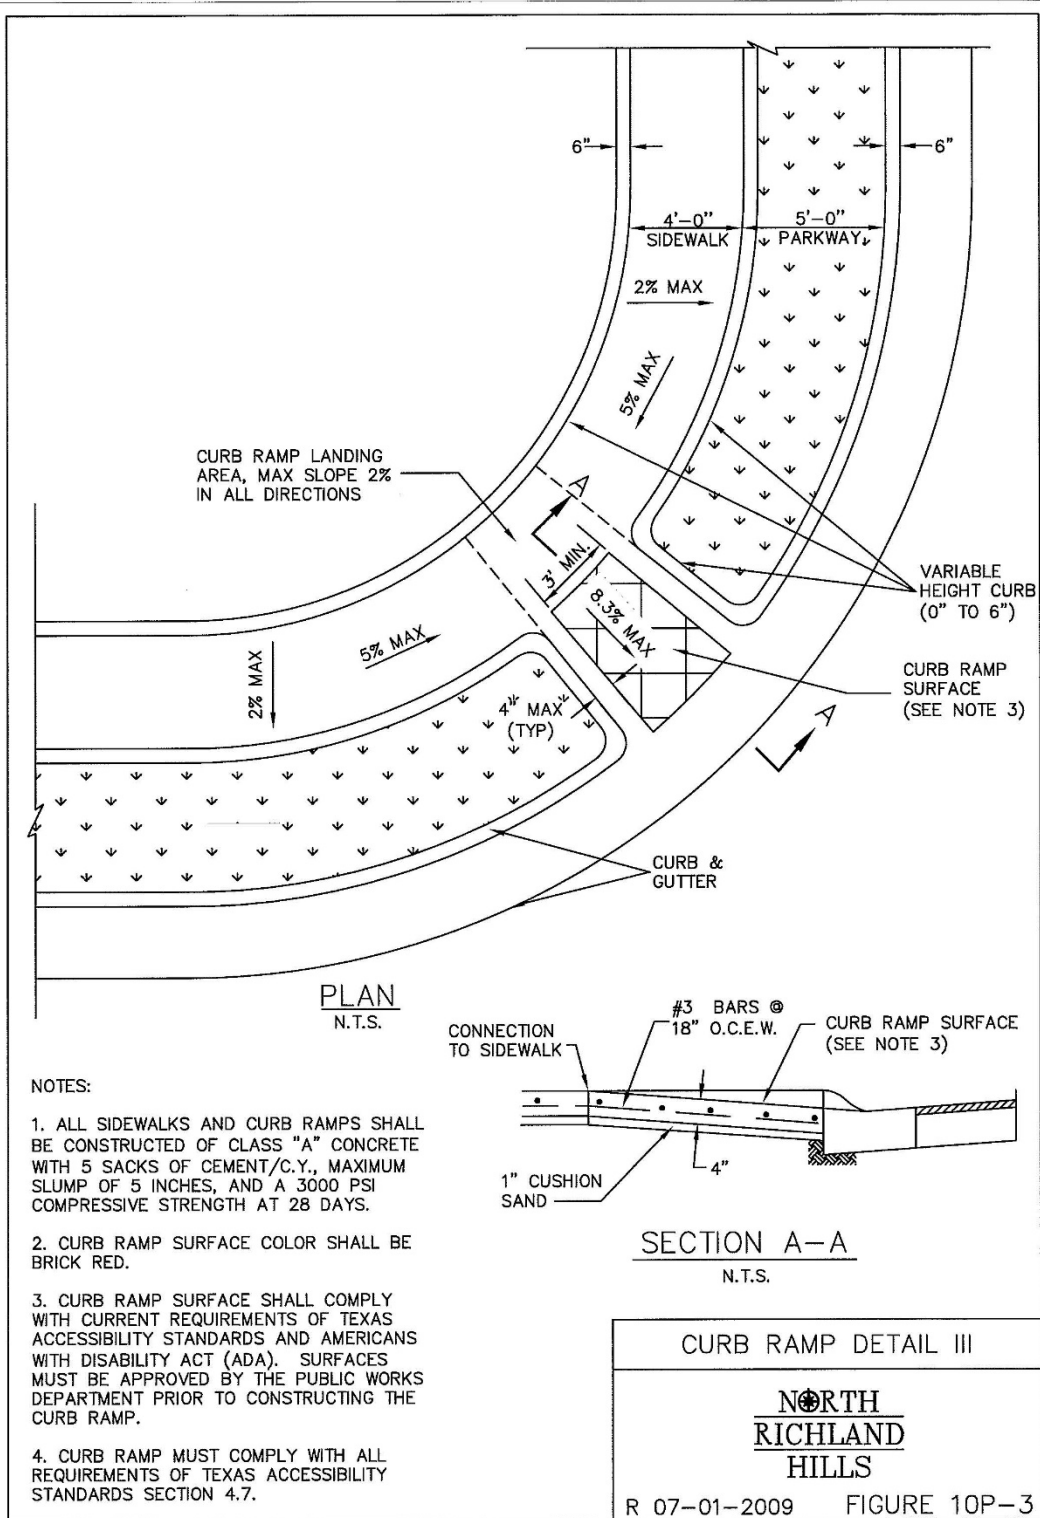 6"
6"
4'-0"
SIDEWALK
5'-0"
PARKWAY
2% MAX
5% MAX
CURB RAMP LANDING
AREA, MAX SLOPE 2%
IN ALL DIRECTIONS
A
3' MIN.
8.3% MAX
VARIABLE
HEIGHT CURB
(0" TO 6")
5% MAX
2% MAX
CURB RAMP
SURFACE
(SEE NOTE 3)
4" MAX
(TYP)
A
CURB &
GUTTER
PLAN
N.T.S.
#3 BARS @
18" O.C.E.W.
CONNECTION
TO SIDEWALK
CURB RAMP SURFACE
(SEE NOTE 3)
4"
1" CUSHION
SAND
SECTION A-A
N.T.S.
NOTES:
1. ALL SIDEWALKS AND CURB RAMPS SHALL
BE CONSTRUCTED OF CLASS "A" CONCRETE
WITH 5 SACKS OF CEMENT/C.Y., MAXIMUM
SLUMP OF 5 INCHES, AND A 3000 PSI
COMPRESSIVE STRENGTH AT 28 DAYS.
2. CURB RAMP SURFACE COLOR SHALL BE
BRICK RED.
3. CURB RAMP SURFACE SHALL COMPLY
WITH CURRENT REQUIREMENTS OF TEXAS
ACCESSIBILITY STANDARDS AND AMERICANS
WITH DISABILITY ACT (ADA). SURFACES
MUST BE APPROVED BY THE PUBLIC WORKS
DEPARTMENT PRIOR TO CONSTRUCTING THE
CURB RAMP.
4. CURB RAMP MUST COMPLY WITH ALL
REQUIREMENTS OF TEXAS ACCESSIBILITY
STANDARDS SECTION 4.7.
CURB RAMP DETAIL III
NORTH
RICHLAND
HILLS
R 07-01-2009 FIGURE 10P-3